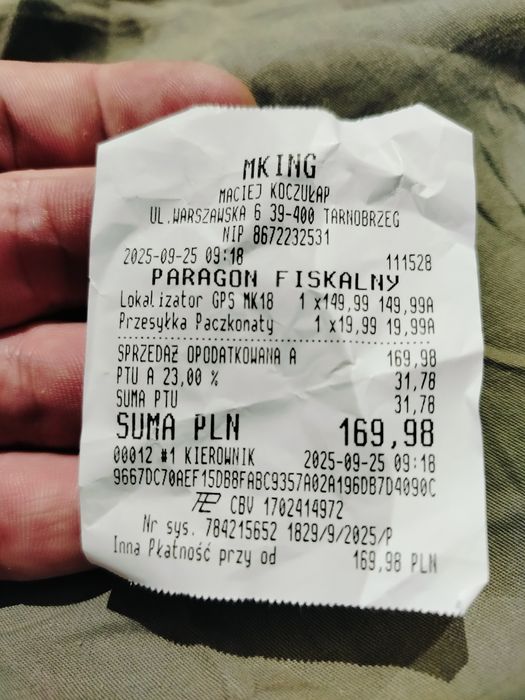 MKING
MACIEJ KOCZUŁAP
UL.WARSZAWSKA 6 39-400 TARNOBRZEG
NIP 8672232531
2025-09-25 09:18 111528
PARAGON FISKALNY
Lokalizator GPS MK18 1 x149,99 149,99A
Przesyłka Paczkonaty 1 x19,99 19,99A
SPRZEDAŻ OPODATKOWANA A 169,98
PTU A 23,00 % 31,78
SUMA PTU 31,78
SUMA PLN 169,98
00012 #1 KIEROWNIK 2025-09-25 09:18
9667DC70AEF15DB8FABC9357A02A196DB7D4090C
CBV 1702414972
Nr sys. 784215652 1829/9/2025/P
Inna Płatność przy od 169,98 PLN